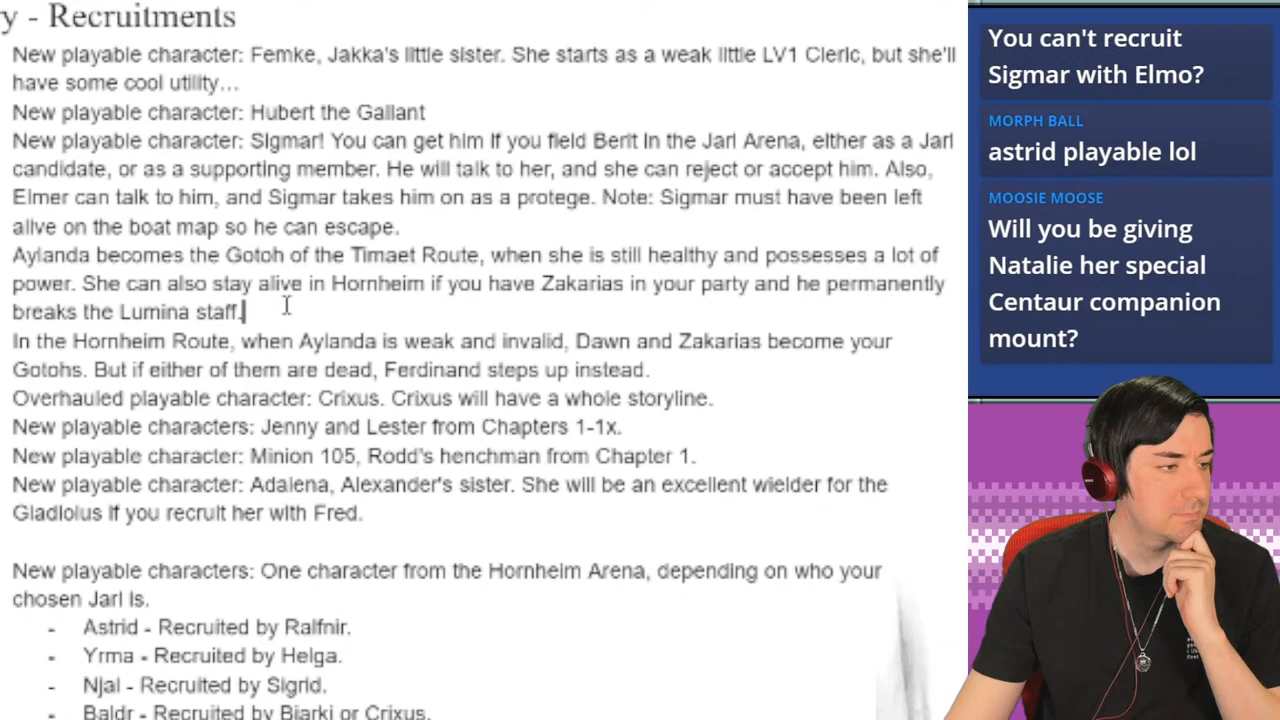 y - Recruitments
New playable character: Femke, Jakka's little sister. She starts as a weak little LV1 Cleric, but she'll
have some cool utility…
New playable character: Hubert the Gallant
New playable character: Sigmar! You can get him if you field Berit in the Jarl Arena, either as a Jarl
candidate, or as a supporting member. He will talk to her, and she can reject or accept him. Also,
Elmer can talk to him, and Sigmar takes him on as a protege. Note: Sigmar must have been left
alive on the boat map so he can escape.
Aylanda becomes the Gotoh of the Timaet Route, when she is still healthy and possesses a lot of
power. She can also stay alive in Hornheim if you have Zakarias in your party and he permanently
breaks the Lumina staff.
In the Hornheim Route, when Aylanda is weak and invalid, Dawn and Zakarias become your
Gotohs. But if either of them are dead, Ferdinand steps up instead.
Overhauled playable character: Crixus. Crixus will have a whole storyline.
New playable characters: Jenny and Lester from Chapters 1-1x.
New playable character: Minion 105, Rodd's henchman from Chapter 1.
New playable character: Adalena, Alexander's sister. She will be an excellent wielder for the
Gladiolus if you recruit her with Fred.
New playable characters: One character from the Hornheim Arena, depending on who your
chosen Jarl is.
- Astrid - Recruited by Ralfnir.
- Yrma - Recruited by Helga.
- Njal - Recruited by Sigrid.
- Baldr - Recruited by Bjarki or Crixus.
You can't recruit
Sigmar with Elmo?
MORPH BALL
astrid playable lol
MOOSIE MOOSE
Will you be giving
Natalie her special
Centaur companion
mount?